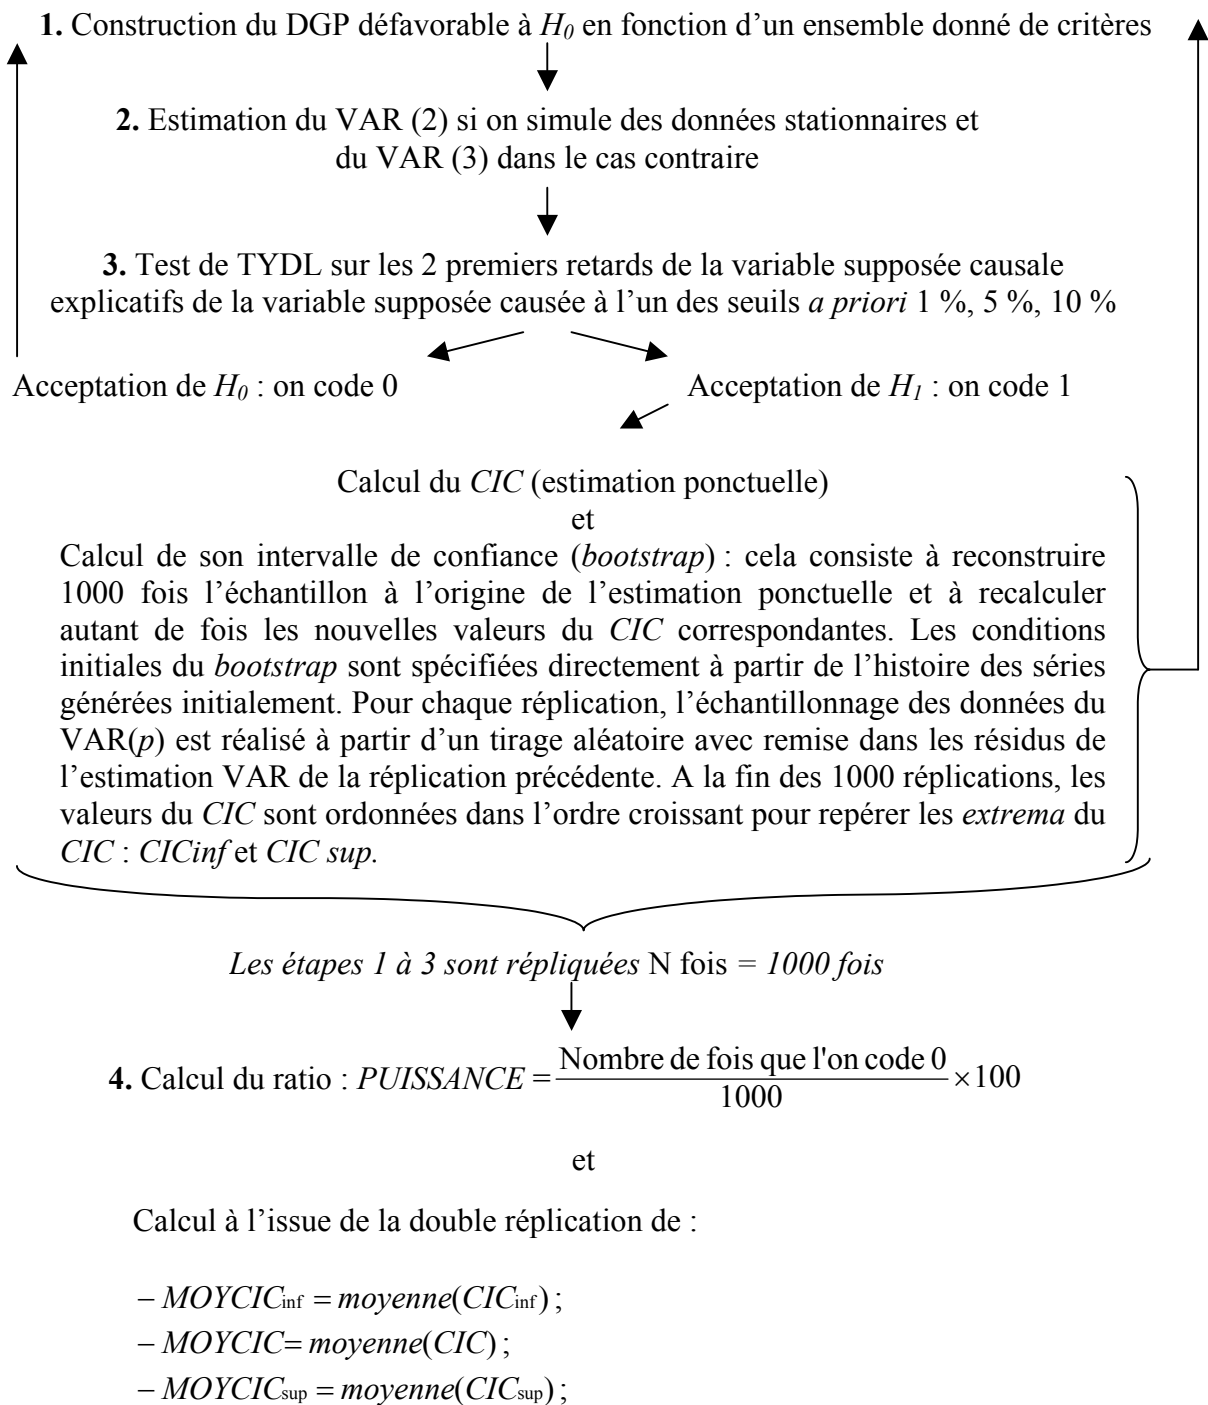 1. Construction du DGP défavorable à H₀ en fonction d’un ensemble donné de critères
2. Estimation du VAR (2) si on simule des données stationnaires et
du VAR (3) dans le cas contraire
3. Test de TYDL sur les 2 premiers retards de la variable supposée causale
explicatifs de la variable supposée causée à l’un des seuils a priori 1 %, 5 %, 10 %
Acceptation de H₀ : on code 0
Acceptation de H₁ : on code 1
Calcul du CIC (estimation ponctuelle)
et
Calcul de son intervalle de confiance (bootstrap) : cela consiste à reconstruire
1000 fois l’échantillon à l’origine de l’estimation ponctuelle et à recalculer
autant de fois les nouvelles valeurs du CIC correspondantes. Les conditions
initiales du bootstrap sont spécifiées directement à partir de l’histoire des séries
générées initialement. Pour chaque réplication, l’échantillonnage des données du
VAR(p) est réalisé à partir d’un tirage aléatoire avec remise dans les résidus de
l’estimation VAR de la réplication précédente. A la fin des 1000 réplications, les
valeurs du CIC sont ordonnées dans l’ordre croissant pour repérer les extrema du
CIC : CICinf et CIC sup.
Les étapes 1 à 3 sont répliquées N fois = 1000 fois
4. Calcul du ratio : PUISSANCE = Nombre de fois que l'on code 0 / 1000 × 100
et
Calcul à l’issue de la double réplication de :
– MOYCICinf = moyenne(CICinf) ;
– MOYCIC= moyenne(CIC) ;
– MOYCICsup = moyenne(CICsup) ;